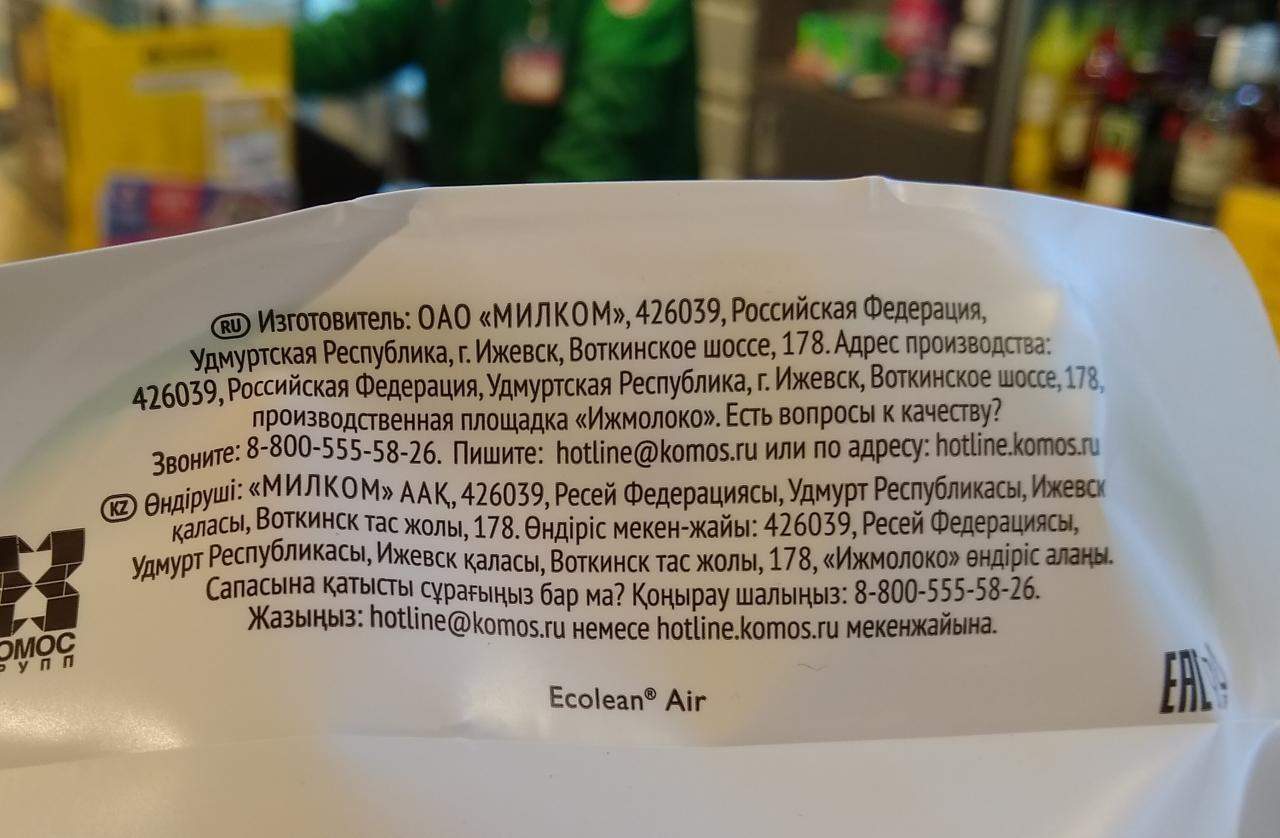 RU Изготовитель: ОАО «МИЛКОМ», 426039, Российская Федерация,
Удмуртская Республика, г. Ижевск, Воткинское шоссе, 178. Адрес производства:
426039, Российская Федерация, Удмуртская Республика, г. Ижевск, Воткинское шоссе, 178,
производственная площадка «Ижмолоко». Есть вопросы к качеству?
Звоните: 8-800-555-58-26. Пишите: hotline@komos.ru или по адресу: hotline.komos.ru
KZ Өндіруші: «МИЛКОМ» ААҚ, 426039, Ресей Федерациясы, Удмурт Республикасы, Ижевск
қаласы, Воткинск тас жолы, 178. Өндіріс мекен-жайы: 426039, Ресей Федерациясы,
Удмурт Республикасы, Ижевск қаласы, Воткинск тас жолы, 178, «Ижмолоко» өндіріс алаңы.
Сапасына қатысты сұрағыңыз бар ма? Қоңырау шалыңыз: 8-800-555-58-26.
Жазыңыз: hotline@komos.ru немесе hotline.komos.ru мекенжайына.
ОМОС
РУПП
Ecolean® Air
EAC